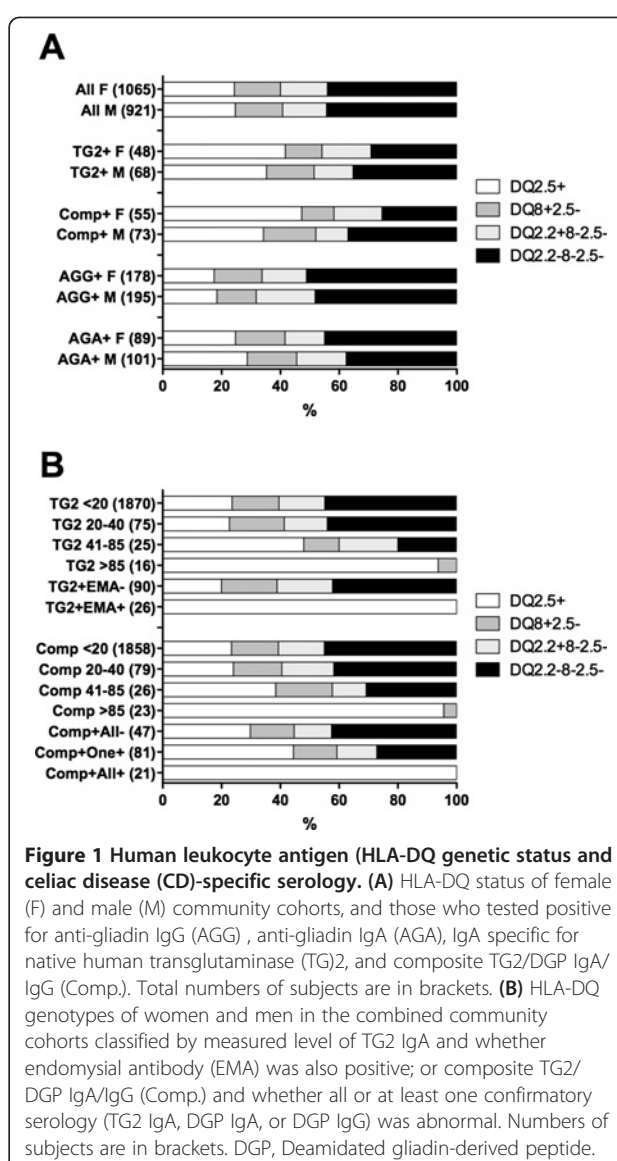 A
All F (1065)
All M (921)
TG2+ F (48)
TG2+ M (68)
Comp+ F (55)
Comp+ M (73)
AGG+ F (178)
AGG+ M (195)
AGA+ F (89)
AGA+ M (101)
0 20 40 60 80 100
%
DQ2.5+
DQ8+2.5-
DQ2.2+8-2.5-
DQ2.2-8-2.5-
B
TG2 <20 (1870)
TG2 20-40 (75)
TG2 41-85 (25)
TG2 >85 (16)
TG2+EMA- (90)
TG2+EMA+ (26)
Comp <20 (1858)
Comp 20-40 (79)
Comp 41-85 (26)
Comp >85 (23)
Comp+All- (47)
Comp+One+ (81)
Comp+All+ (21)
0 20 40 60 80 100
%
DQ2.5+
DQ8+2.5-
DQ2.2+8-2.5-
DQ2.2-8-2.5-
Figure 1 Human leukocyte antigen (HLA-DQ genetic status and
celiac disease (CD)-specific serology. (A) HLA-DQ status of female
(F) and male (M) community cohorts, and those who tested positive
for anti-gliadin IgG (AGG) , anti-gliadin IgA (AGA), IgA specific for
native human transglutaminase (TG)2, and composite TG2/DGP IgA/
IgG (Comp.). Total numbers of subjects are in brackets. (B) HLA-DQ
genotypes of women and men in the combined community
cohorts classified by measured level of TG2 IgA and whether
endomysial antibody (EMA) was also positive; or composite TG2/
DGP IgA/IgG (Comp.) and whether all or at least one confirmatory
serology (TG2 IgA, DGP IgA, or DGP IgG) was abnormal. Numbers of
subjects are in brackets. DGP, Deamidated gliadin-derived peptide.